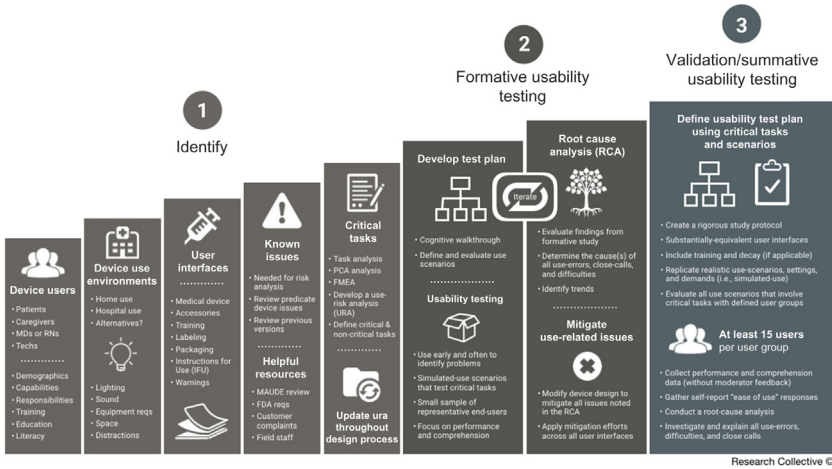 1
Identify
2
Formative usability
testing
3
Validation/summative
usability testing
Device users
• Patients
• Caregivers
• MDs or RNs
• Techs
• Demographics
• Capabilities
• Responsibilities
• Training
• Education
• Literacy
Device use
environments
• Home use
• Hospital use
• Alternatives?
• Lighting
• Sound
• Equipment reqs
• Space
• Distractions
User
interfaces
• Medical device
• Accessories
• Training
• Labeling
• Packaging
• Instructions for
Use (IFU)
• Warnings
Known
issues
• Needed for risk
analysis
• Review predicate
device issues
• Review previous
versions
Helpful
resources
• MAUDE review
• FDA reqs
• Customer
complaints
• Field staff
Critical
tasks
• Task analysis
• PCA analysis
• FMEA
• Develop a use-
risk analysis
(URA)
• Define critical &
non-critical tasks
Update ura
throughout
design process
Develop test plan
• Cognitive walkthrough
• Define and evaluate use
scenarios
Usability testing
• Use early and often to
identify problems
• Simulated-use scenarios
that test critical tasks
• Small sample of
representative end-users
• Focus on performance
and comprehension
Iterate
Root cause
analysis (RCA)
• Evaluate findings from
formative study
• Determine the cause(s) of
all use-errors, close-calls,
and difficulties
• Identify trends
Mitigate
use-related issues
• Modify device design to
mitigate all issues noted
in the RCA
• Apply mitigation efforts
across all user interfaces
Define usability test plan
using critical tasks
and scenarios
• Create a rigorous study protocol
• Substantially-equivalent user interfaces
• Include training and decay (if applicable)
• Replicate realistic use-scenarios, settings,
and demands (i.e., simulated-use)
• Evaluate all use scenarios that involve
critical tasks with defined user groups
At least 15 users
per user group
• Collect performance and comprehension
data (without moderator feedback)
• Gather self-report "ease of use" responses
• Conduct a root-cause analysis
• Investigate and explain all use-errors,
difficulties, and close calls
Research Collective ©